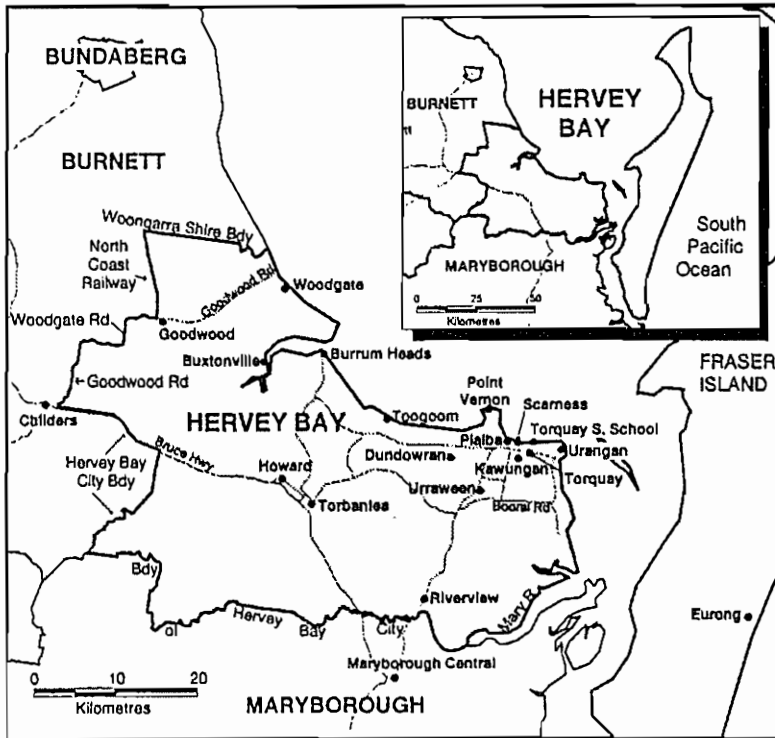 BUNDABERG
BURNETT
HERVEY
BAY
BURNETT
tt
South
Pacific
Ocean
MARYBOROUGH
0 25 50
Kilometres
Woongarra Shire Bdy
North
Coast
Railway
Goodwood Rd
Woodgate
Woodgate Rd
Goodwood
Buxtonville
Burrum Heads
FRASER
ISLAND
Goodwood Rd
Point
Vernon
Scarness
Childers
HERVEY BAY
Toogoom
Torquay S. School
Pialba
Urangan
Bruce Hwy
Dundowran
Kawungan
Hervey Bay
City Bdy
Howard
Torquay
Urraween
Torbanlea
Booral Rd
Bdy
Riverview
Mary R.
of
Hervey
Bay
City
Eurong
Maryborough Central
0 10 20
Kilometres
MARYBOROUGH